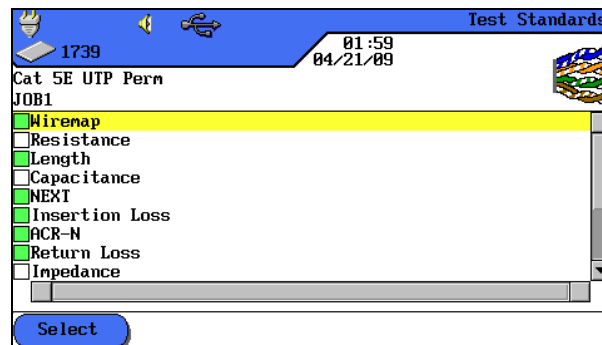 Test Standards
1739
01:59
04/21/09
Cat 5E UTP Perm
JOB1
Wiremap
Resistance
Length
Capacitance
NEXT
Insertion Loss
ACR-N
Return Loss
Impedance
Select